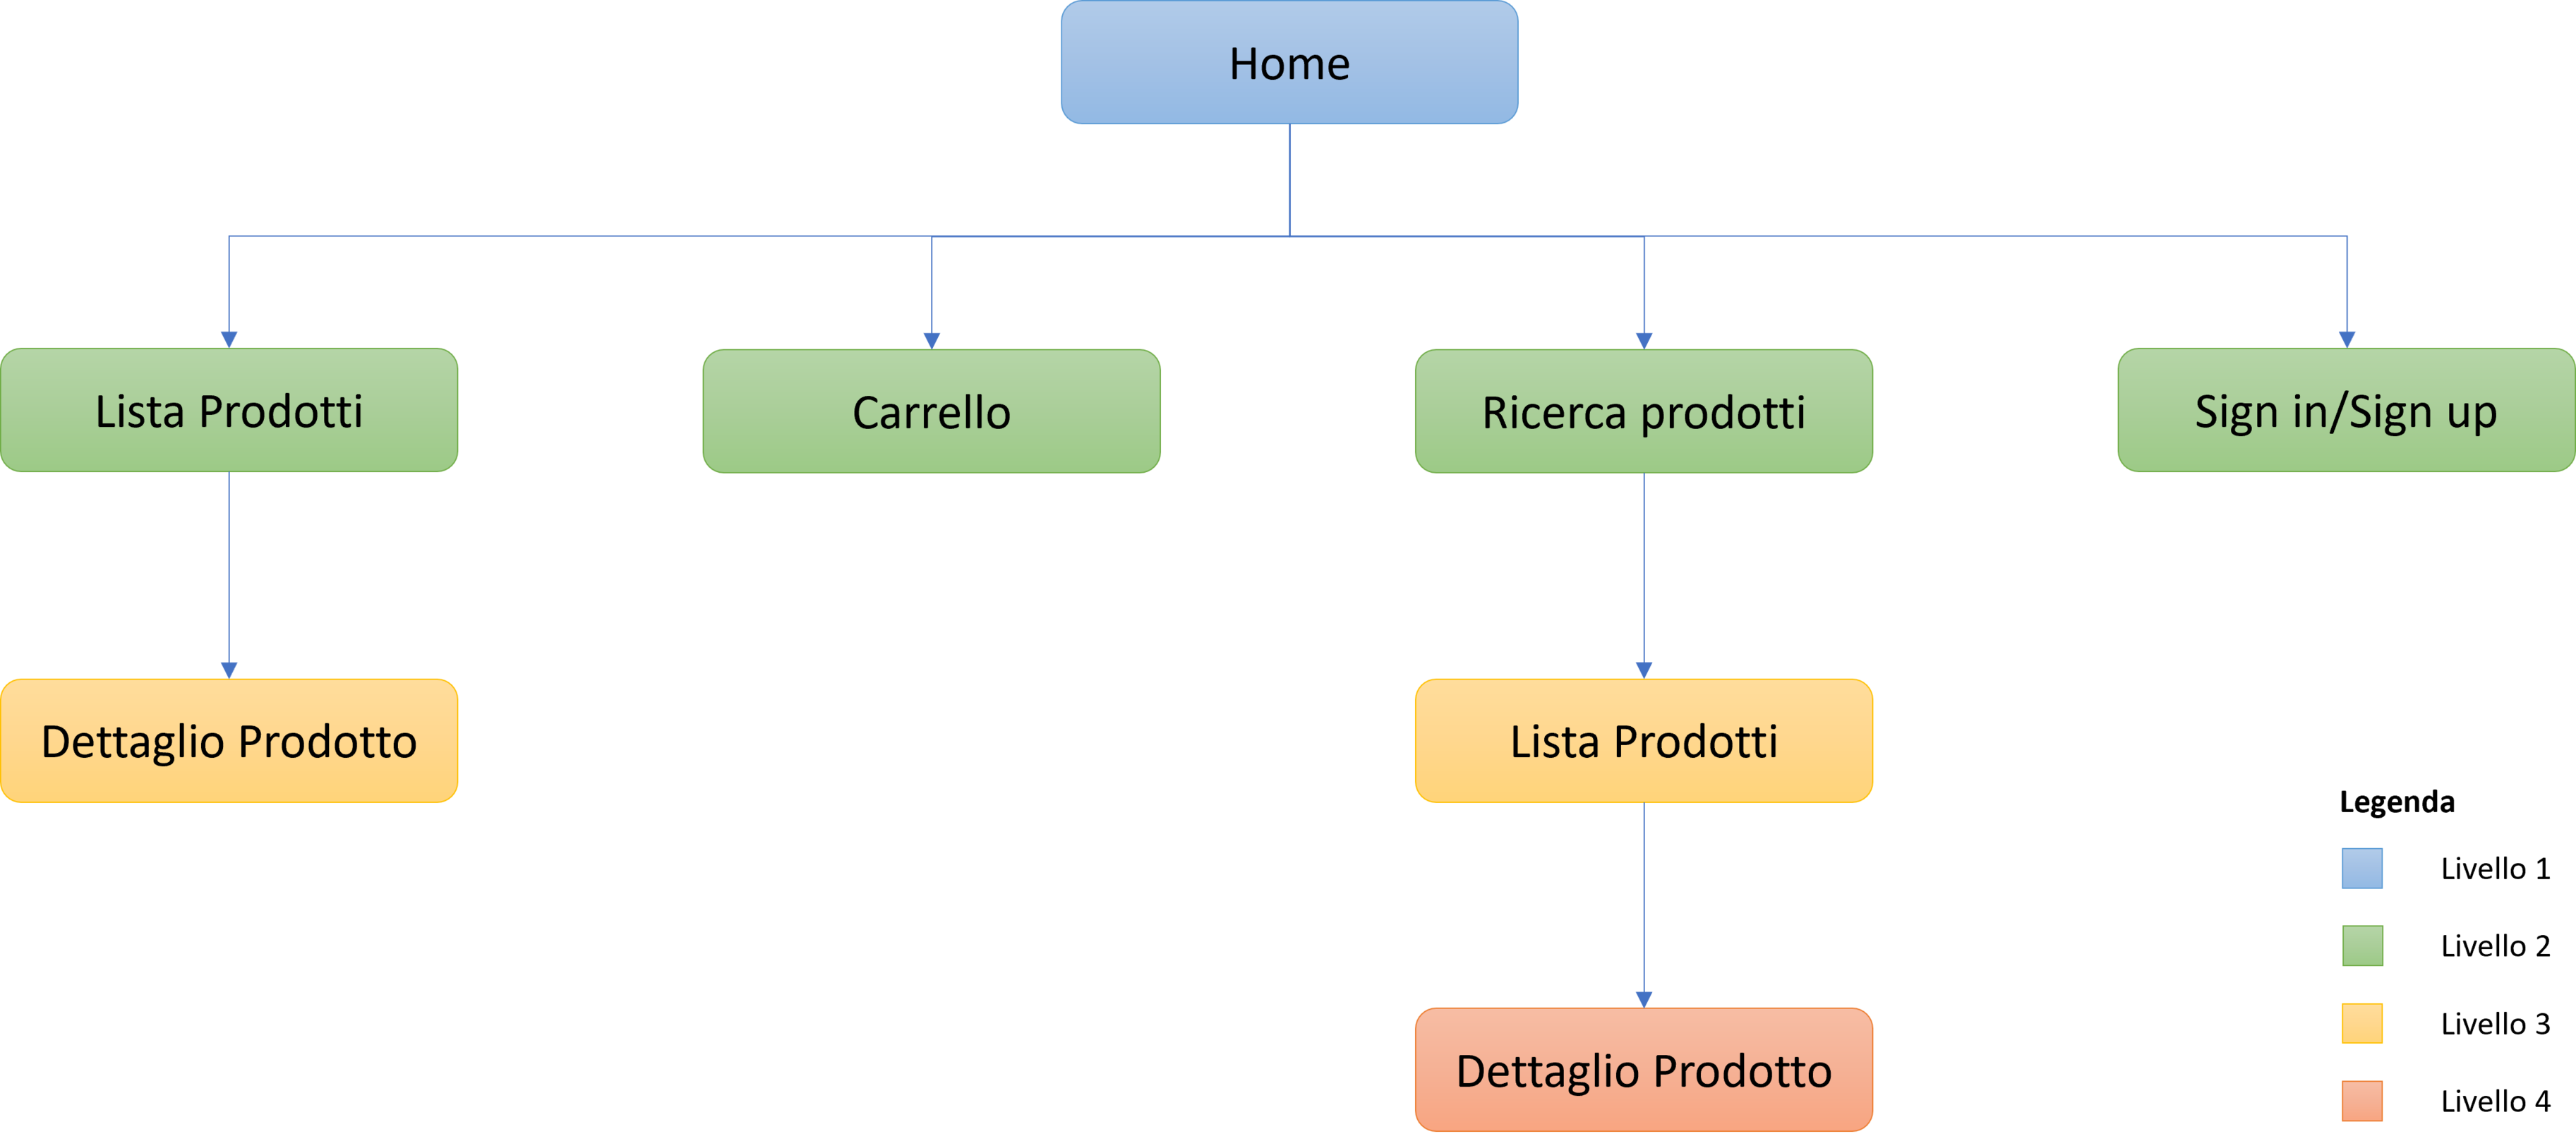 Home
Lista Prodotti
Carrello
Ricerca prodotti
Sign in/Sign up
Dettaglio Prodotto
Lista Prodotti
Dettaglio Prodotto
Legenda
Livello 1
Livello 2
Livello 3
Livello 4